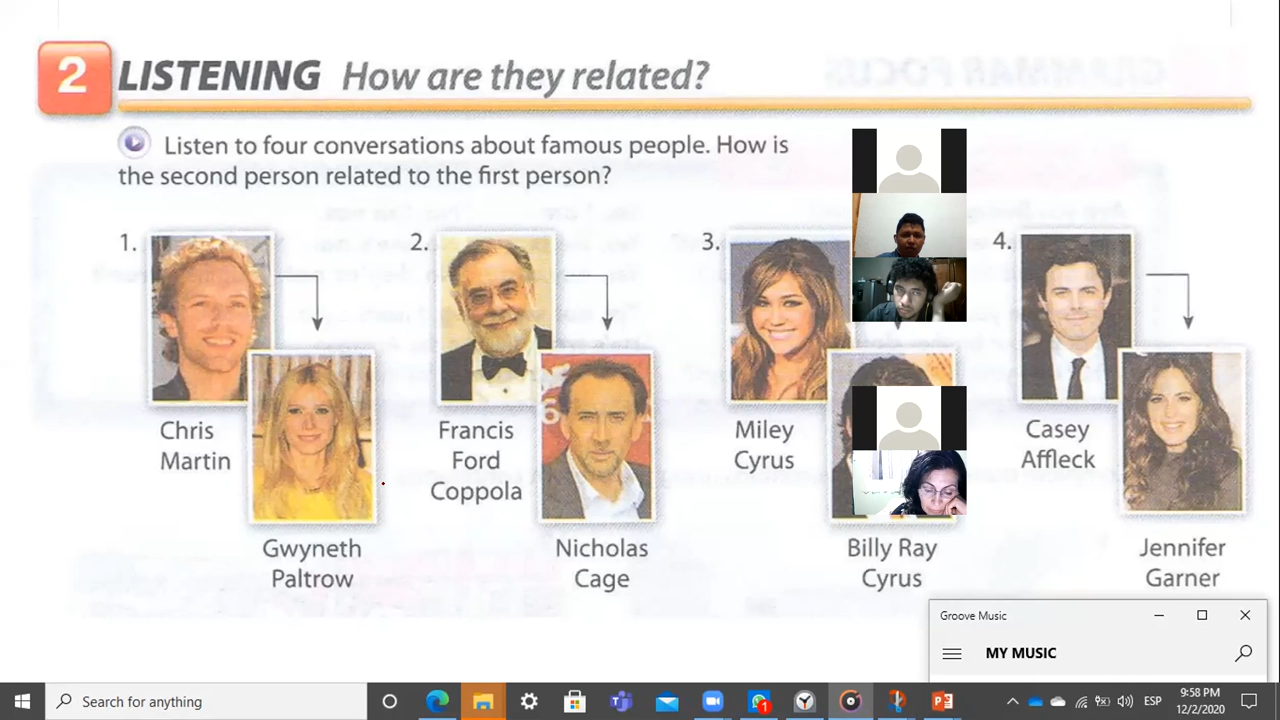 2 LISTENING How are they related?
Listen to four conversations about famous people. How is
the second person related to the first person?
1.
2.
3.
4.
Chris
Martin
Gwyneth
Paltrow
Francis
Ford
Coppola
Nicholas
Cage
Miley
Cyrus
Billy Ray
Cyrus
Casey
Affleck
Jennifer
Garner
Groove Music
MY MUSIC
Search for anything
1
ESP
9:58 PM
12/2/2020